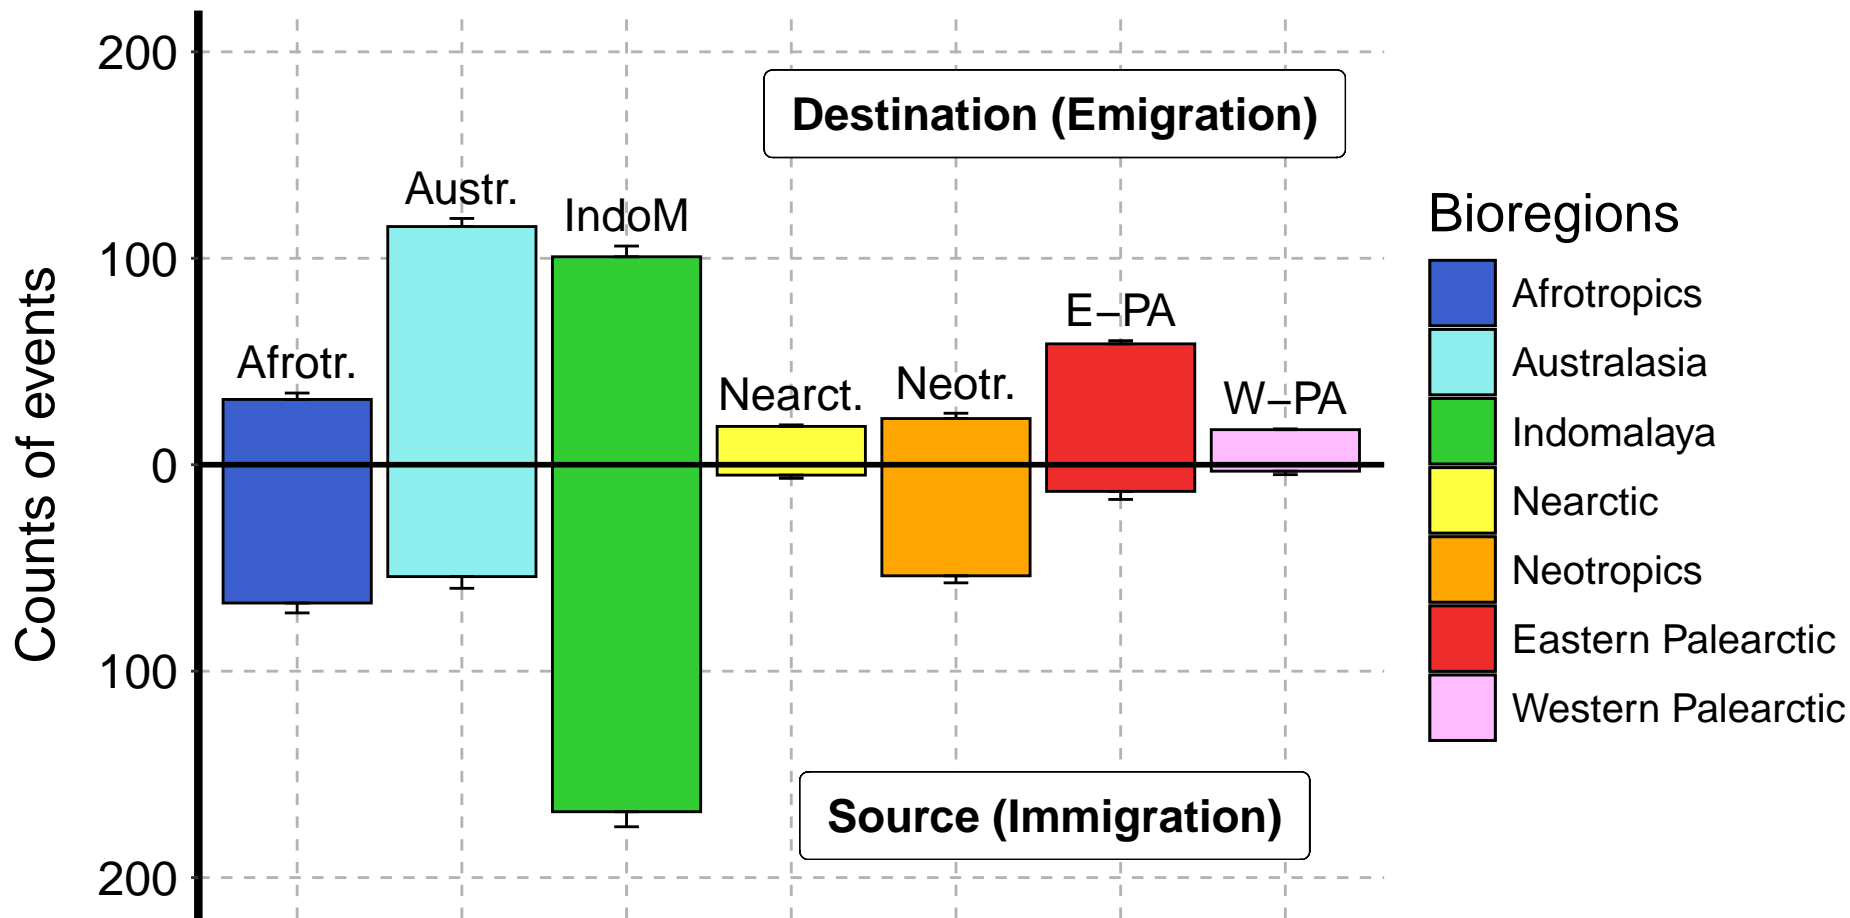 200
100
0
100
200
Counts of events
Destination (Emigration)
Afrotr.
Austr.
IndoM
Nearct.
Neotr.
E−PA
W−PA
Source (Immigration)
Bioregions
Afrotropics
Australasia
Indomalaya
Nearctic
Neotropics
Eastern Palearctic
Western Palearctic